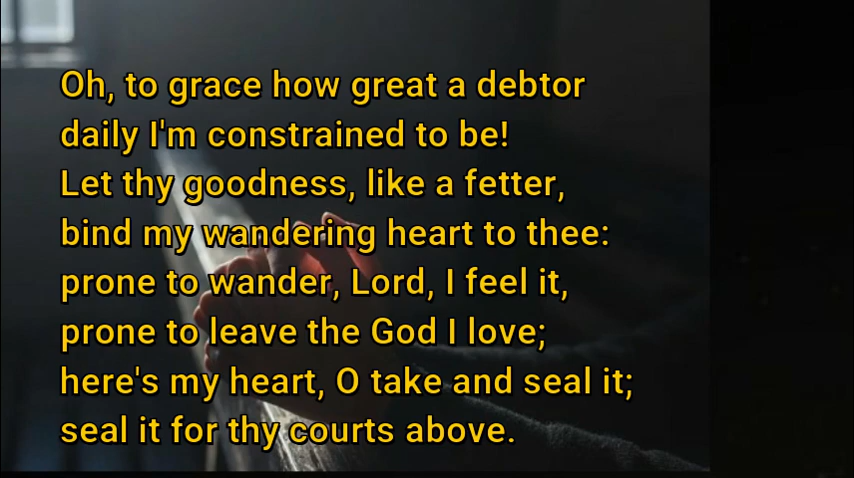 Oh, to grace how great a debtor
daily I'm constrained to be!
Let thy goodness, like a fetter,
bind my wandering heart to thee:
prone to wander, Lord, I feel it,
prone to leave the God I love;
here's my heart, O take and seal it;
seal it for thy courts above.